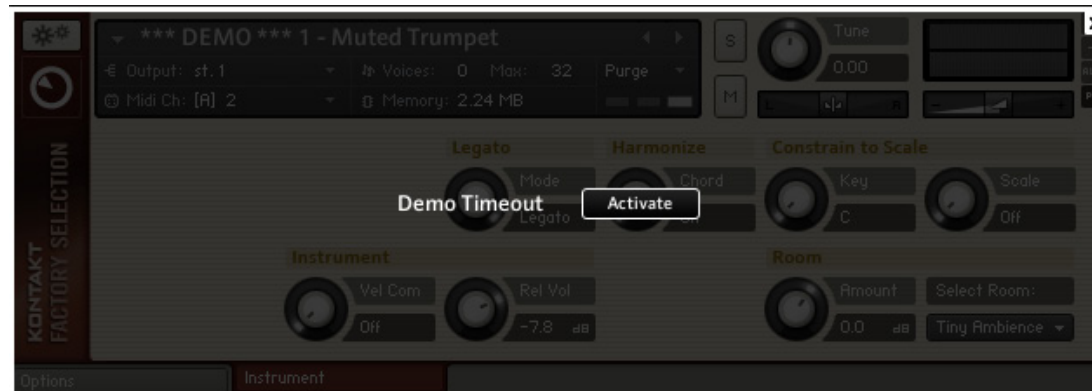 *** DEMO *** 1 - Muted Trumpet
S
Tune
Output: st. 1
Voices: 0 Max: 32
Purge
0.00
Midi Ch: [A] 2
Memory: 2.24 MB
M
L
R
-
+
KONTAKT
FACTORY SELECTION
Legato
Harmonize
Constrain to Scale
Mode
Chord
Key
Scale
Legato
C
Off
Demo Timeout
Activate
Instrument
Room
Vel Com
Rel Vol
Amount
Select Room:
Off
-7.8 dB
0.0 dB
Tiny Ambience
Options
Instrument